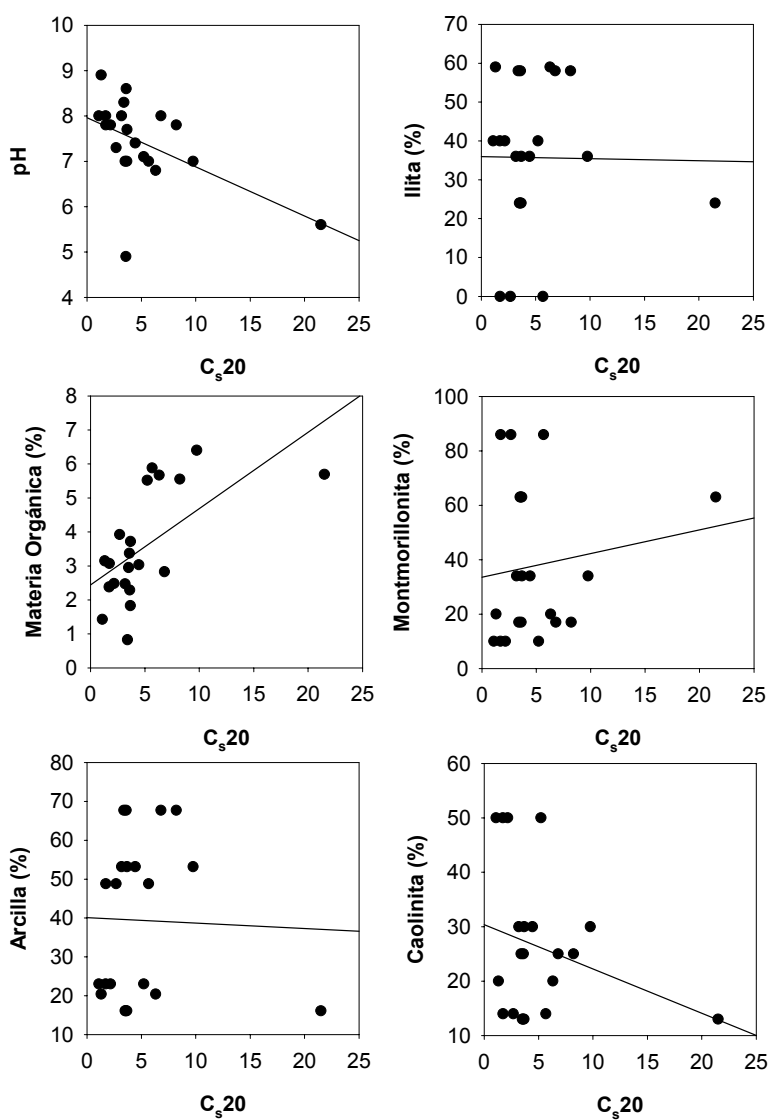 10
9
8
7
6
5
4
pH
0 5 10 15 20 25
Cs20
70
60
50
40
30
20
10
0
Ilita (%)
0 5 10 15 20 25
Cs20
8
7
6
5
4
3
2
1
0
Materia Orgánica (%)
0 5 10 15 20 25
Cs20
100
80
60
40
20
0
Montmorillonita (%)
0 5 10 15 20 25
Cs20
80
70
60
50
40
30
20
10
Arcilla (%)
0 5 10 15 20 25
Cs20
60
50
40
30
20
10
Caolinita (%)
0 5 10 15 20 25
Cs20